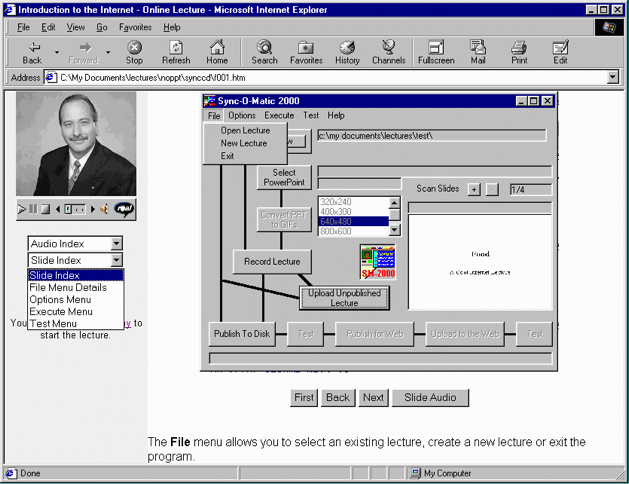 Introduction to the Internet - Online Lecture - Microsoft Internet Explorer
File Edit View Go Favorites Help
Back Forward Stop Refresh Home Search Favorites History Channels Fullscreen Mail Print Edit
Address C:\My Documents\lectures\noppt\synccd\f001.htm
Sync-O-Matic 2000
File Options Execute Test Help
Open Lecture
New Lecture
Exit
c:\my documents\lectures\test\
Select
PowerPoint
Scan Slides + - 1/4
Convert PPT
to GIFs
320x240
400x300
640x480
800x600
Record Lecture
SM-2000
Upload Unpublished
Lecture
A Cool Internet Lecture
Publish To Disk Test Publish for Web Upload to the Web Test
Audio Index
Slide Index
Slide Index
File Menu Details
Options Menu
Execute Menu
Test Menu
to
start the lecture.
First Back Next Slide Audio
The File menu allows you to select an existing lecture, create a new lecture or exit the
program.
Done My Computer